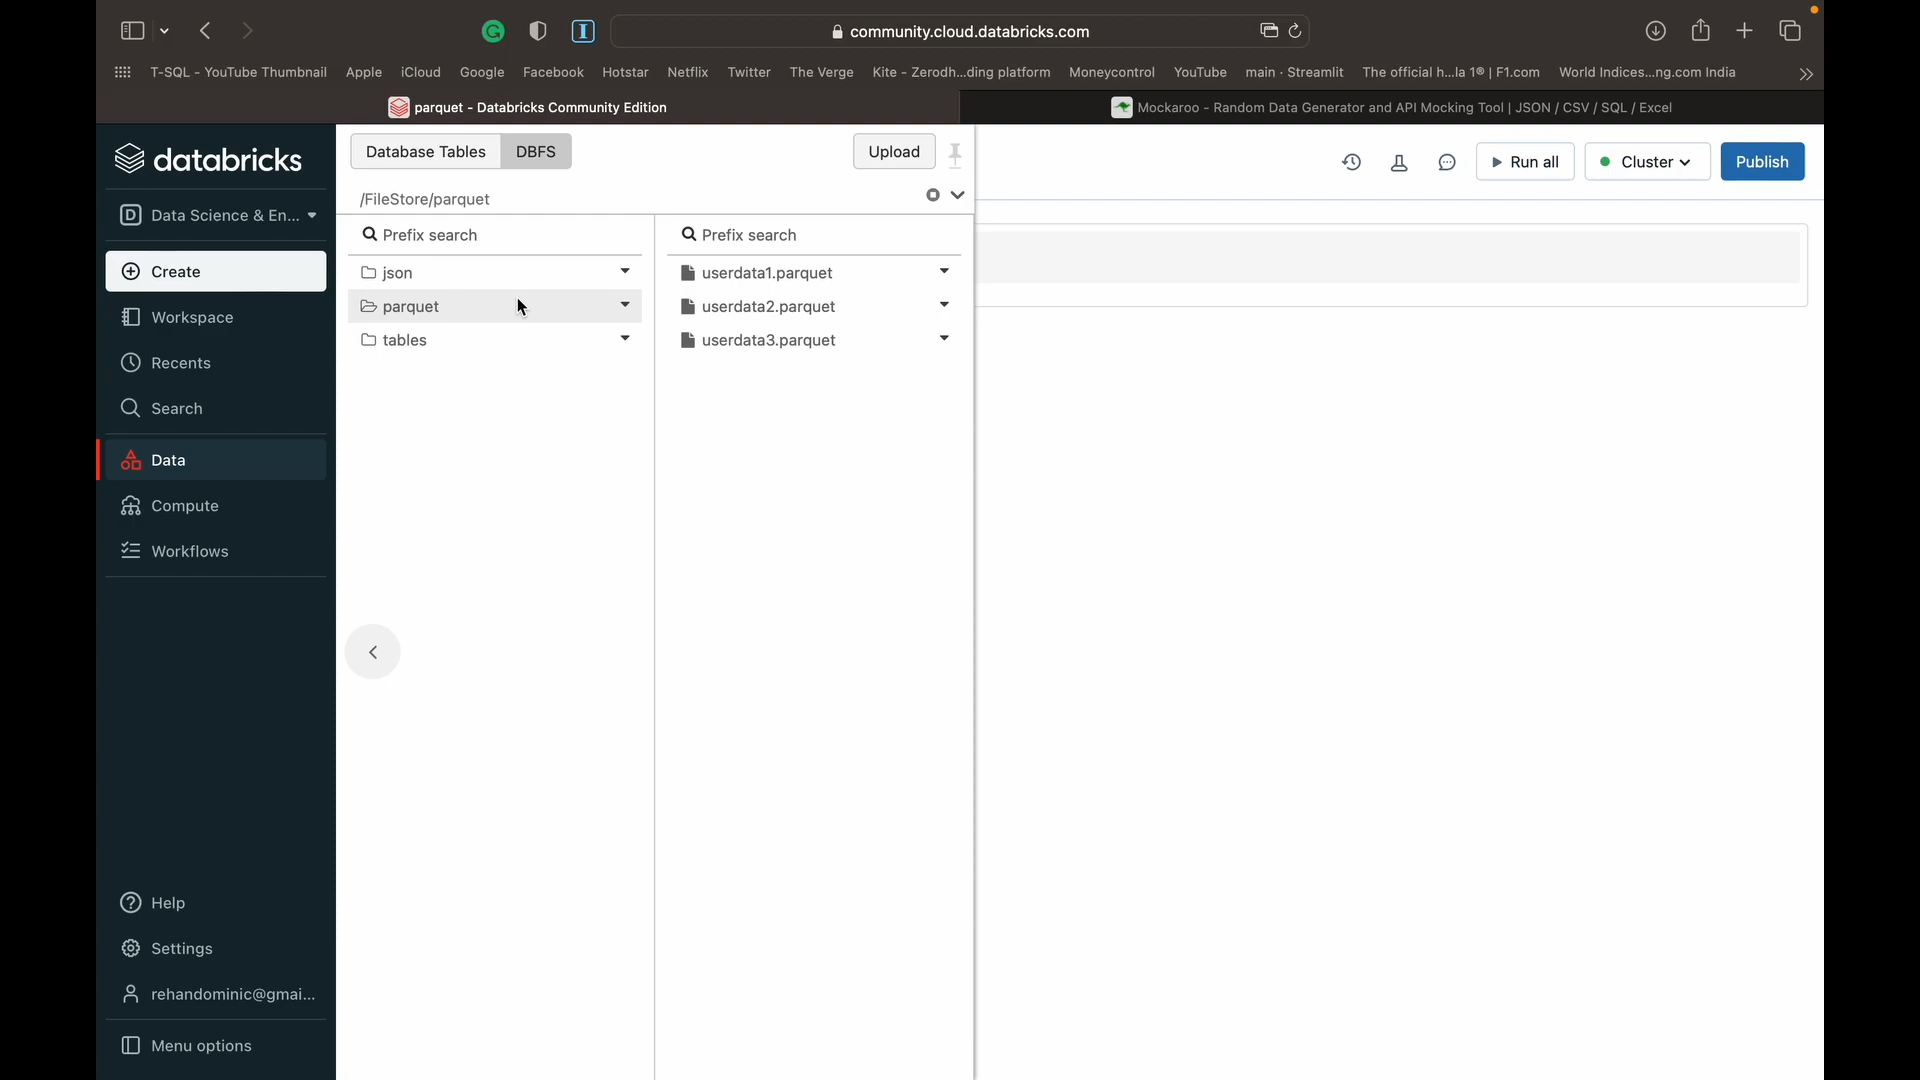 community.cloud.databricks.com
T-SQL - YouTube Thumbnail Apple iCloud Google Facebook Hotstar Netflix Twitter The Verge Kite - Zerodh...ding platform Moneycontrol YouTube main · Streamlit The official h...la 1® | F1.com World Indices...ng.com India
parquet - Databricks Community Edition
Mockaroo - Random Data Generator and API Mocking Tool | JSON / CSV / SQL / Excel
databricks
D Data Science & En...
Create
Workspace
Recents
Search
Data
Compute
Workflows
Help
Settings
rehandominic@gmai...
Menu options
Database Tables DBFS Upload
/FileStore/parquet
Prefix search
json
parquet
tables
Prefix search
userdata1.parquet
userdata2.parquet
userdata3.parquet
Run all Cluster Publish